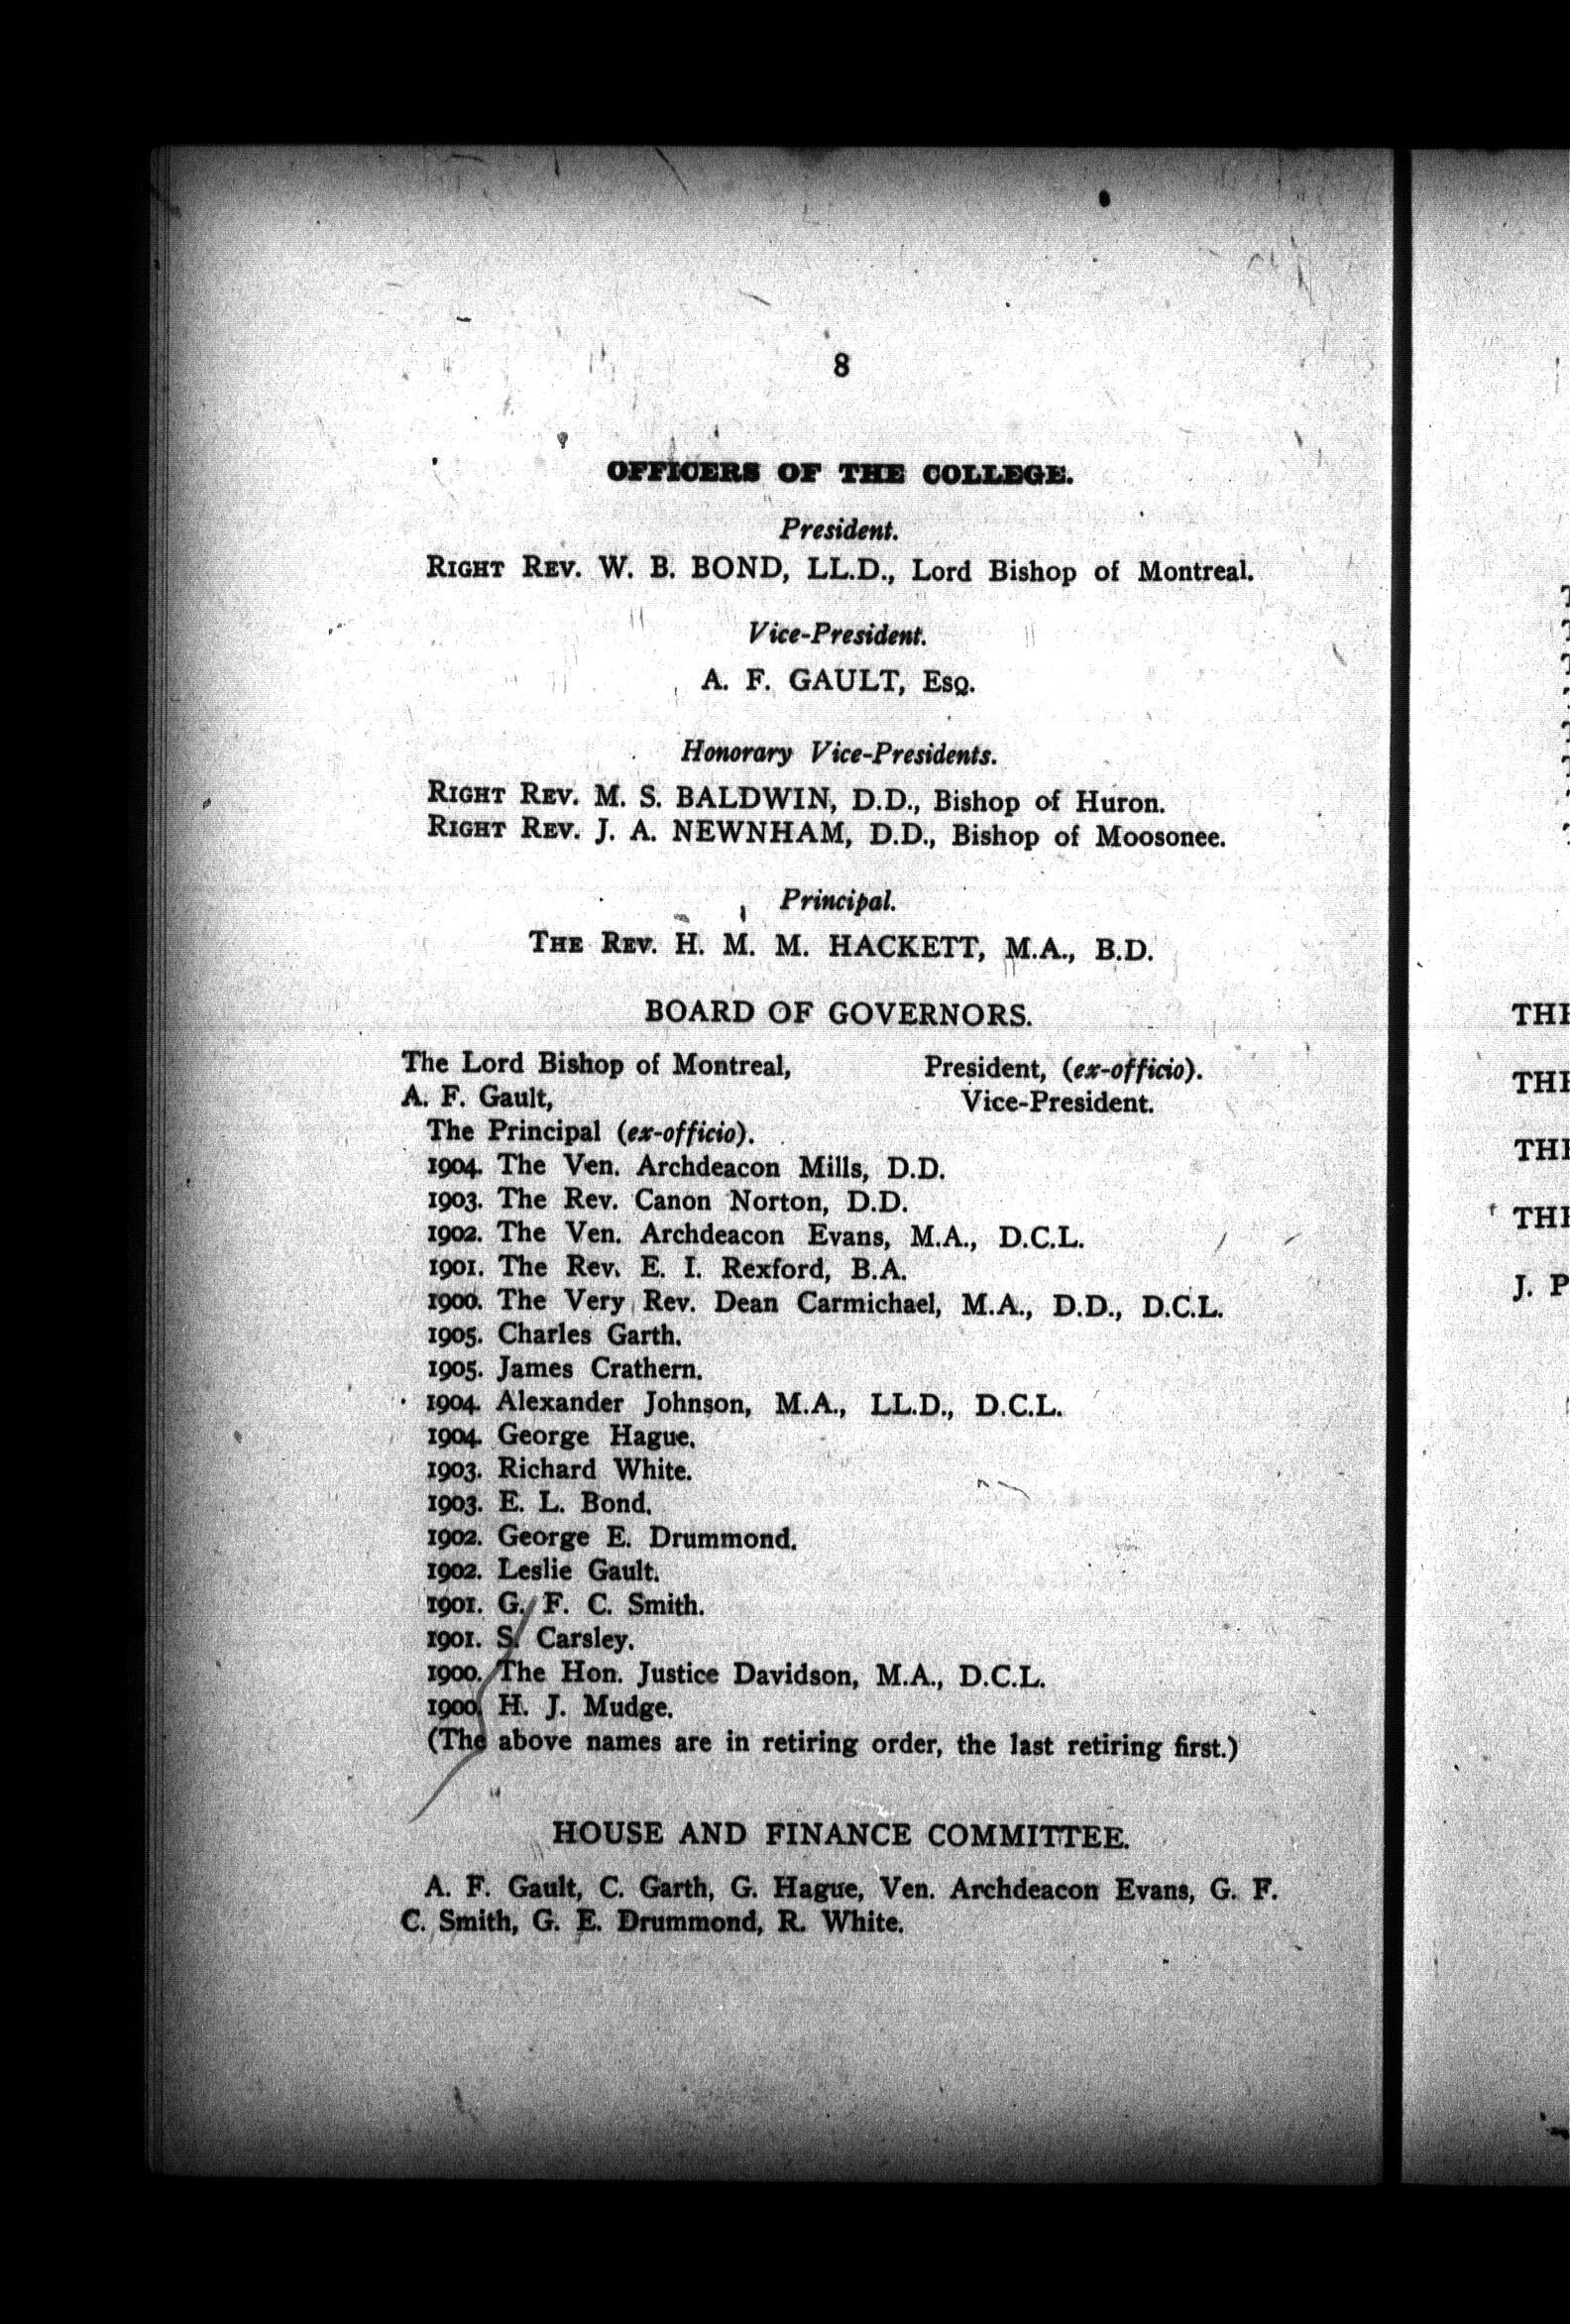 8
OFFICERS OF THE COLLEGE.
President.
RIGHT REV. W. B. BOND, LL.D., Lord Bishop of Montreal.
Vice-President.
A. F. GAULT, ESQ.
Honorary Vice-Presidents.
RIGHT REV. M. S. BALDWIN, D.D., Bishop of Huron.
RIGHT REV. J. A. NEWNHAM, D.D., Bishop of Moosonee.
Principal.
THE REV. H. M. M. HACKETT, M.A., B.D.
BOARD OF GOVERNORS.
The Lord Bishop of Montreal, President, (ex-officio).
A. F. Gault, Vice-President.
The Principal (ex-officio).
1904. The Ven. Archdeacon Mills, D.D.
1903. The Rev. Canon Norton, D.D.
1902. The Ven. Archdeacon Evans, M.A., D.C.L.
1901. The Rev. E. I. Rexford, B.A.
1900. The Very Rev. Dean Carmichael, M.A., D.D., D.C.L.
1905. Charles Garth.
1905. James Crathern.
1904. Alexander Johnson, M.A., LL.D., D.C.L.
1904. George Hague.
1903. Richard White.
1903. E. L. Bond.
1902. George E. Drummond.
1902. Leslie Gault.
1901. G. F. C. Smith.
1901. S. Carsley.
1900. The Hon. Justice Davidson, M.A., D.C.L.
1900. H. J. Mudge.
(The above names are in retiring order, the last retiring first.)
HOUSE AND FINANCE COMMITTEE.
A. F. Gault, C. Garth, G. Hague, Ven. Archdeacon Evans, G. F.
C. Smith, G. E. Drummond, R. White.